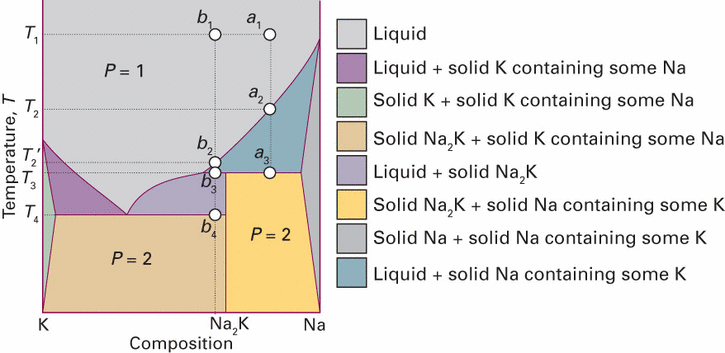 b₁
a₁
T₁
Liquid
P = 1
Liquid + solid K containing some Na
a₂
Solid K + solid K containing some Na
T₂
Temperature, T
Solid Na₂K + solid K containing some Na
b₂
T₂′
a₃
Liquid + solid Na₂K
T₃
b₃
Solid Na₂K + solid Na containing some K
T₄
b₄
P = 2
Solid Na + solid Na containing some K
P = 2
Liquid + solid Na containing some K
K
Na₂K
Na
Composition